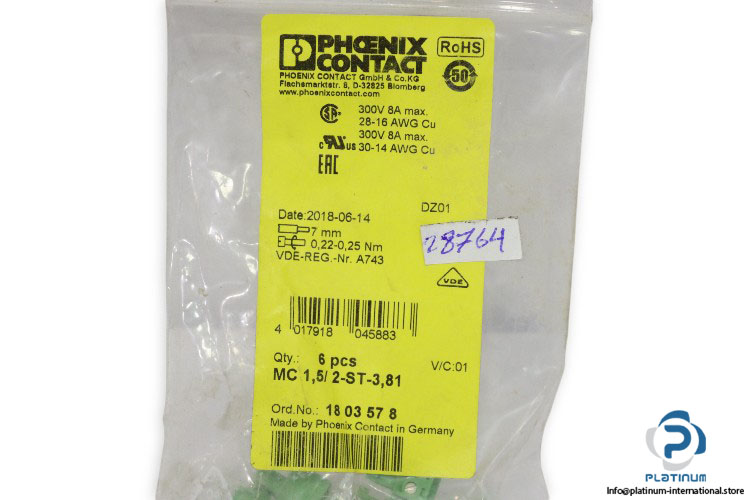 PHŒNIX
CONTACT
RoHS
50
PHOENIX CONTACT GmbH & Co.KG
Flachsmarktstr. 8, D-32825 Blomberg
www.phoenixcontact.com
300V 8A max.
28-16 AWG Cu
300V 8A max.
c US 30-14 AWG Cu
EAC
Date:2018-06-14
DZ01
7 mm
0,22-0,25 Nm
VDE-REG.-Nr. A743
28764
VDE
4 017918 045883
Qty.: 6 pcs
V/C:01
MC 1,5/ 2-ST-3,81
Ord.No.: 18 03 57 8
Made by Phoenix Contact in Germany
PLATINUM
Info@platinum-international.store